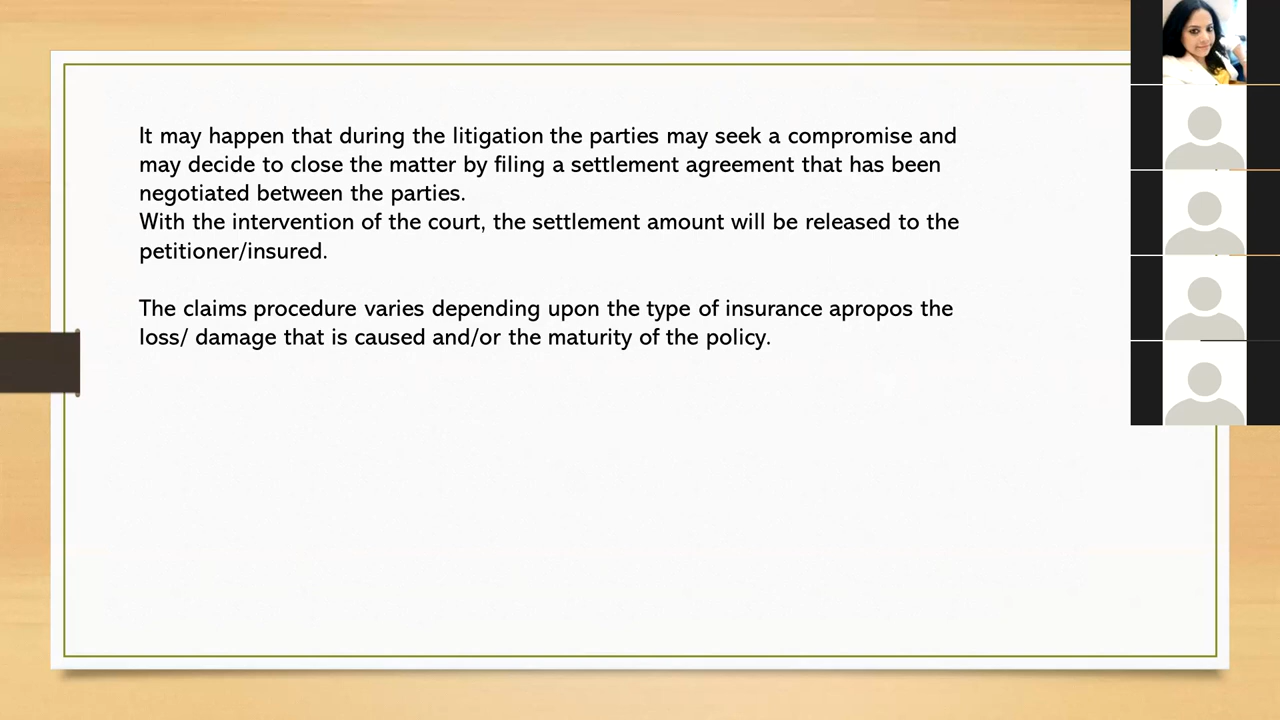 It may happen that during the litigation the parties may seek a compromise and
may decide to close the matter by filing a settlement agreement that has been
negotiated between the parties.
With the intervention of the court, the settlement amount will be released to the
petitioner/insured.
The claims procedure varies depending upon the type of insurance apropos the
loss/ damage that is caused and/or the maturity of the policy.